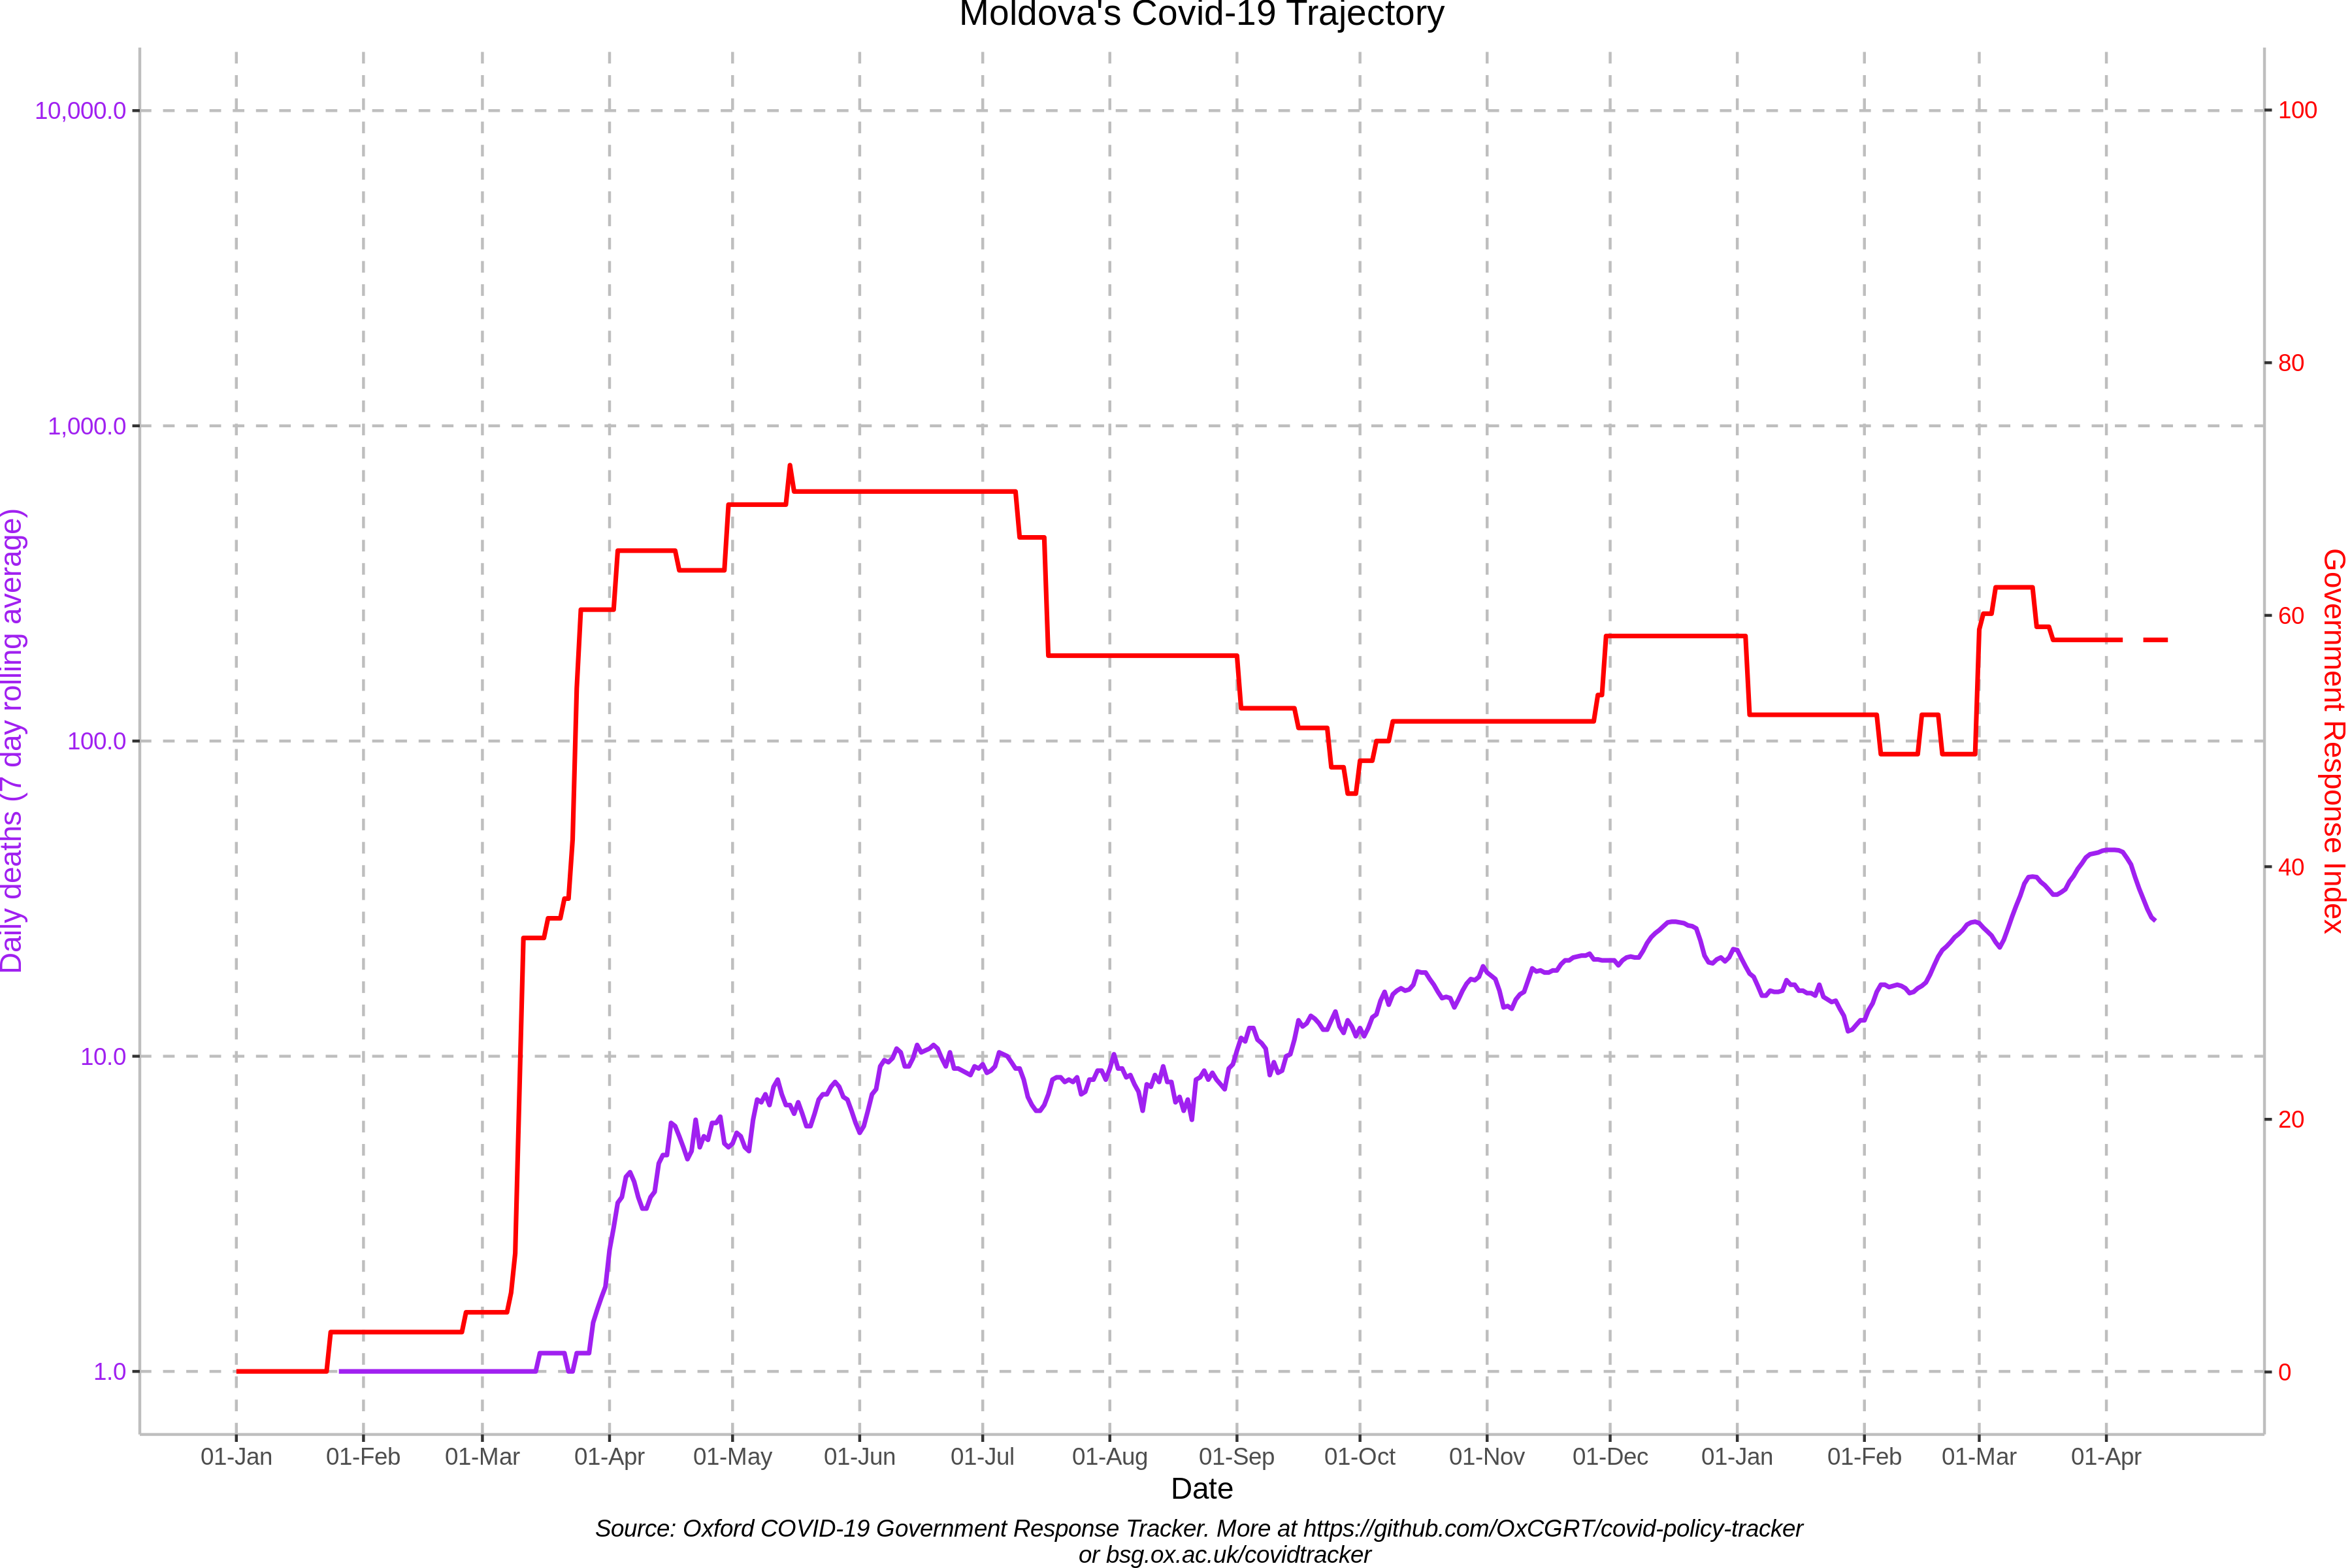 Moldova's Covid-19 Trajectory
10,000.0
1,000.0
100.0
10.0
1.0
Daily deaths (7 day rolling average)
100
80
60
40
20
0
Government Response Index
01-Jan 01-Feb 01-Mar 01-Apr 01-May 01-Jun 01-Jul 01-Aug 01-Sep 01-Oct 01-Nov 01-Dec 01-Jan 01-Feb 01-Mar 01-Apr
Date
Source: Oxford COVID-19 Government Response Tracker. More at https://github.com/OxCGRT/covid-policy-tracker
or bsg.ox.ac.uk/covidtracker